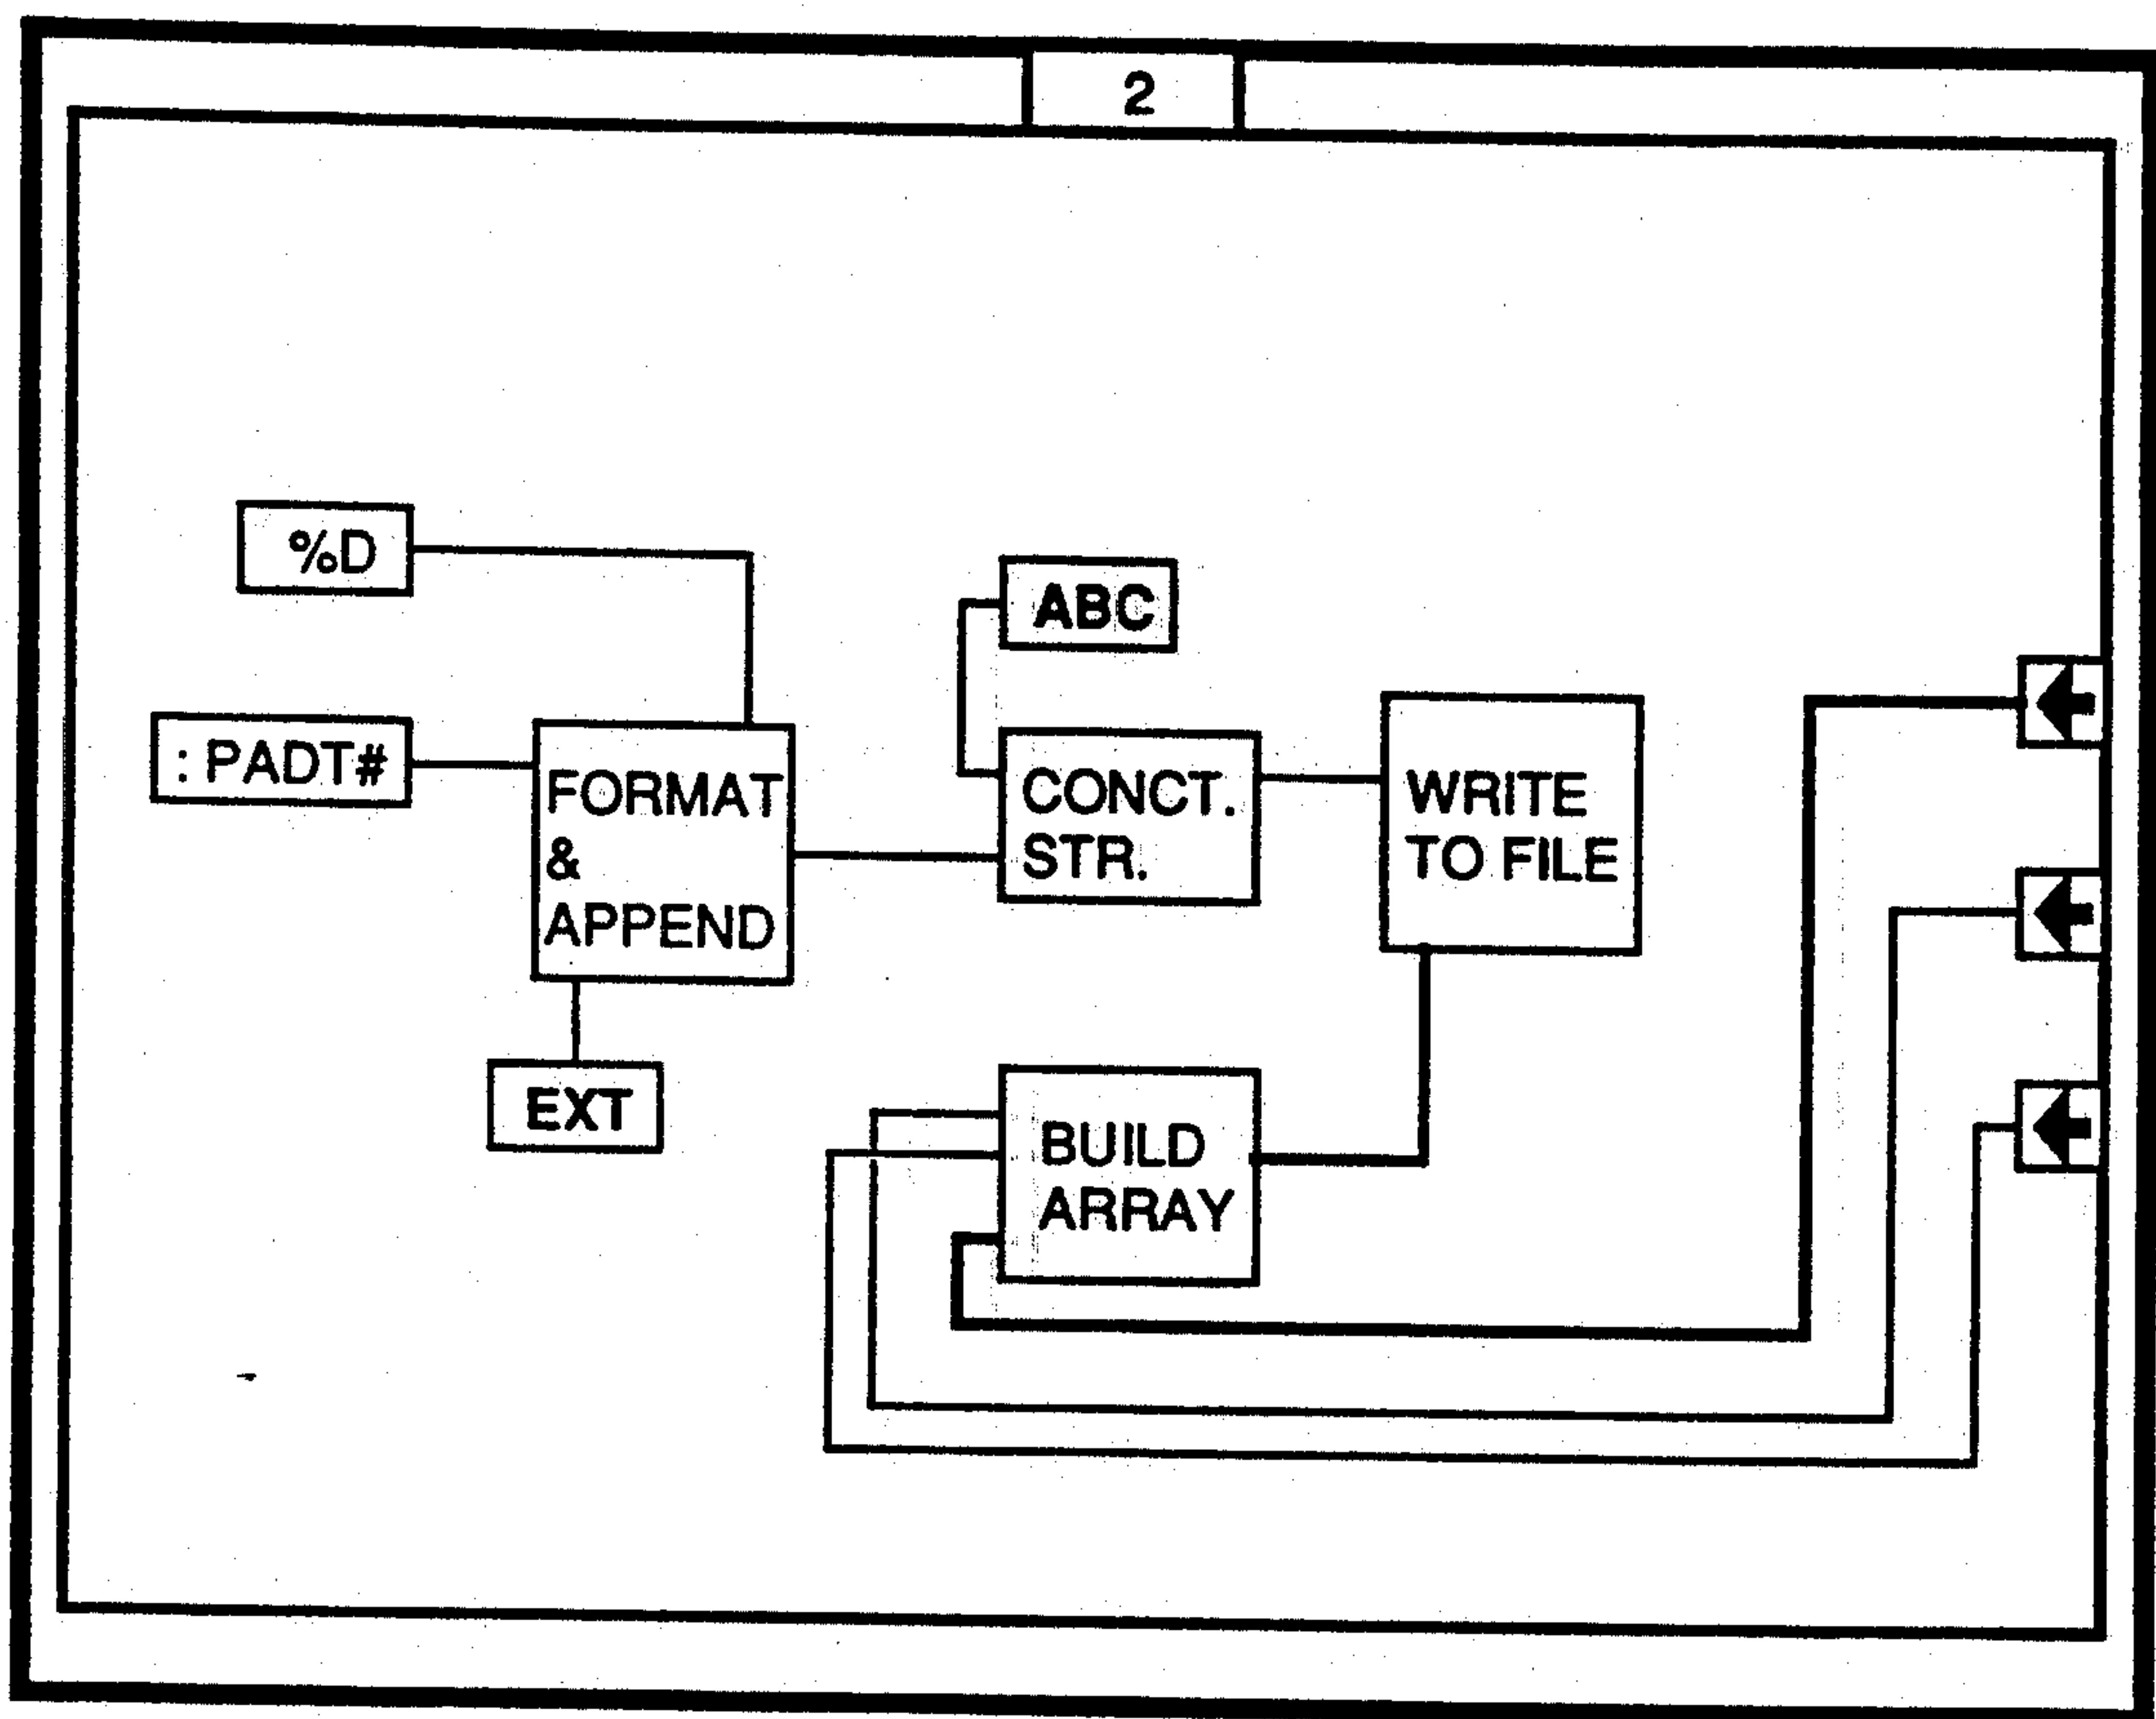 2
%D
ABC
: PADT#
FORMAT
&
APPEND
CONCT.
STR.
WRITE
TO FILE
EXT
BUILD
ARRAY